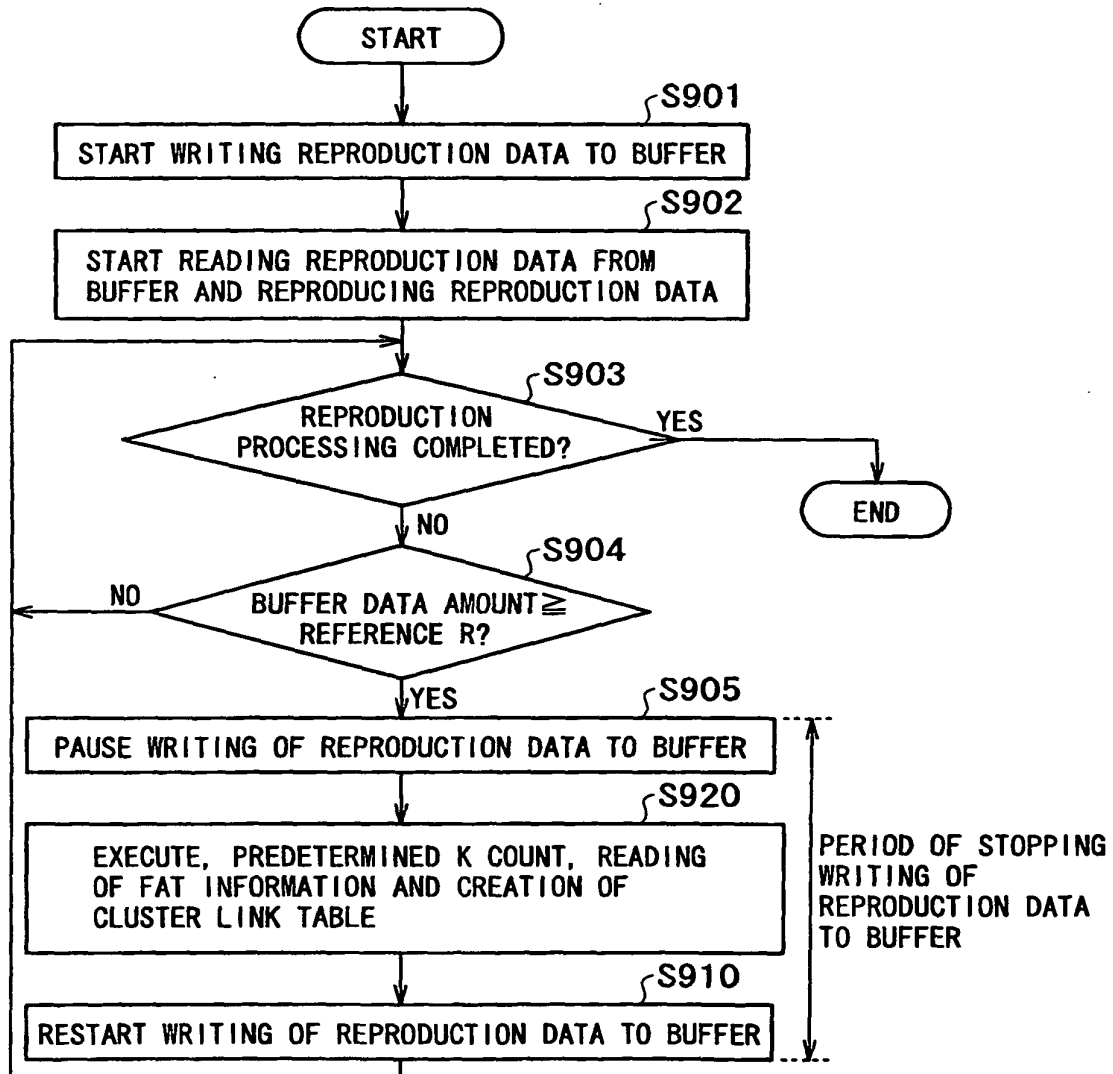 START
S901
START WRITING REPRODUCTION DATA TO BUFFER
S902
START READING REPRODUCTION DATA FROM
BUFFER AND REPRODUCING REPRODUCTION DATA
S903
REPRODUCTION
PROCESSING COMPLETED?
YES
END
NO
S904
NO
BUFFER DATA AMOUNT≧
REFERENCE R?
YES
S905
PAUSE WRITING OF REPRODUCTION DATA TO BUFFER
S920
EXECUTE, PREDETERMINED K COUNT, READING
OF FAT INFORMATION AND CREATION OF
CLUSTER LINK TABLE
PERIOD OF STOPPING
WRITING OF
REPRODUCTION DATA
TO BUFFER
S910
RESTART WRITING OF REPRODUCTION DATA TO BUFFER